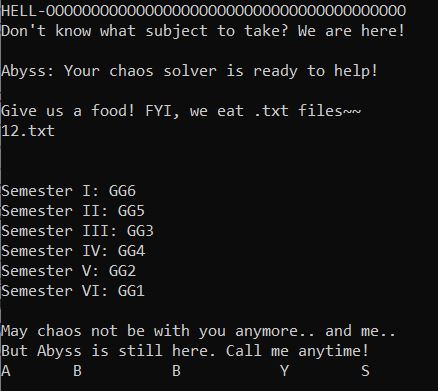 HELL-OOOOOOOOOOOOOOOOOOOOOOOOOOOOOOOOOOOOOOOO
Don't know what subject to take? We are here!
Abyss: Your chaos solver is ready to help!
Give us a food! FYI, we eat .txt files~~
12.txt
Semester I: GG6
Semester II: GG5
Semester III: GG3
Semester IV: GG4
Semester V: GG2
Semester VI: GG1
May chaos not be with you anymore.. and me..
But Abyss is still here. Call me anytime!
A B B Y S